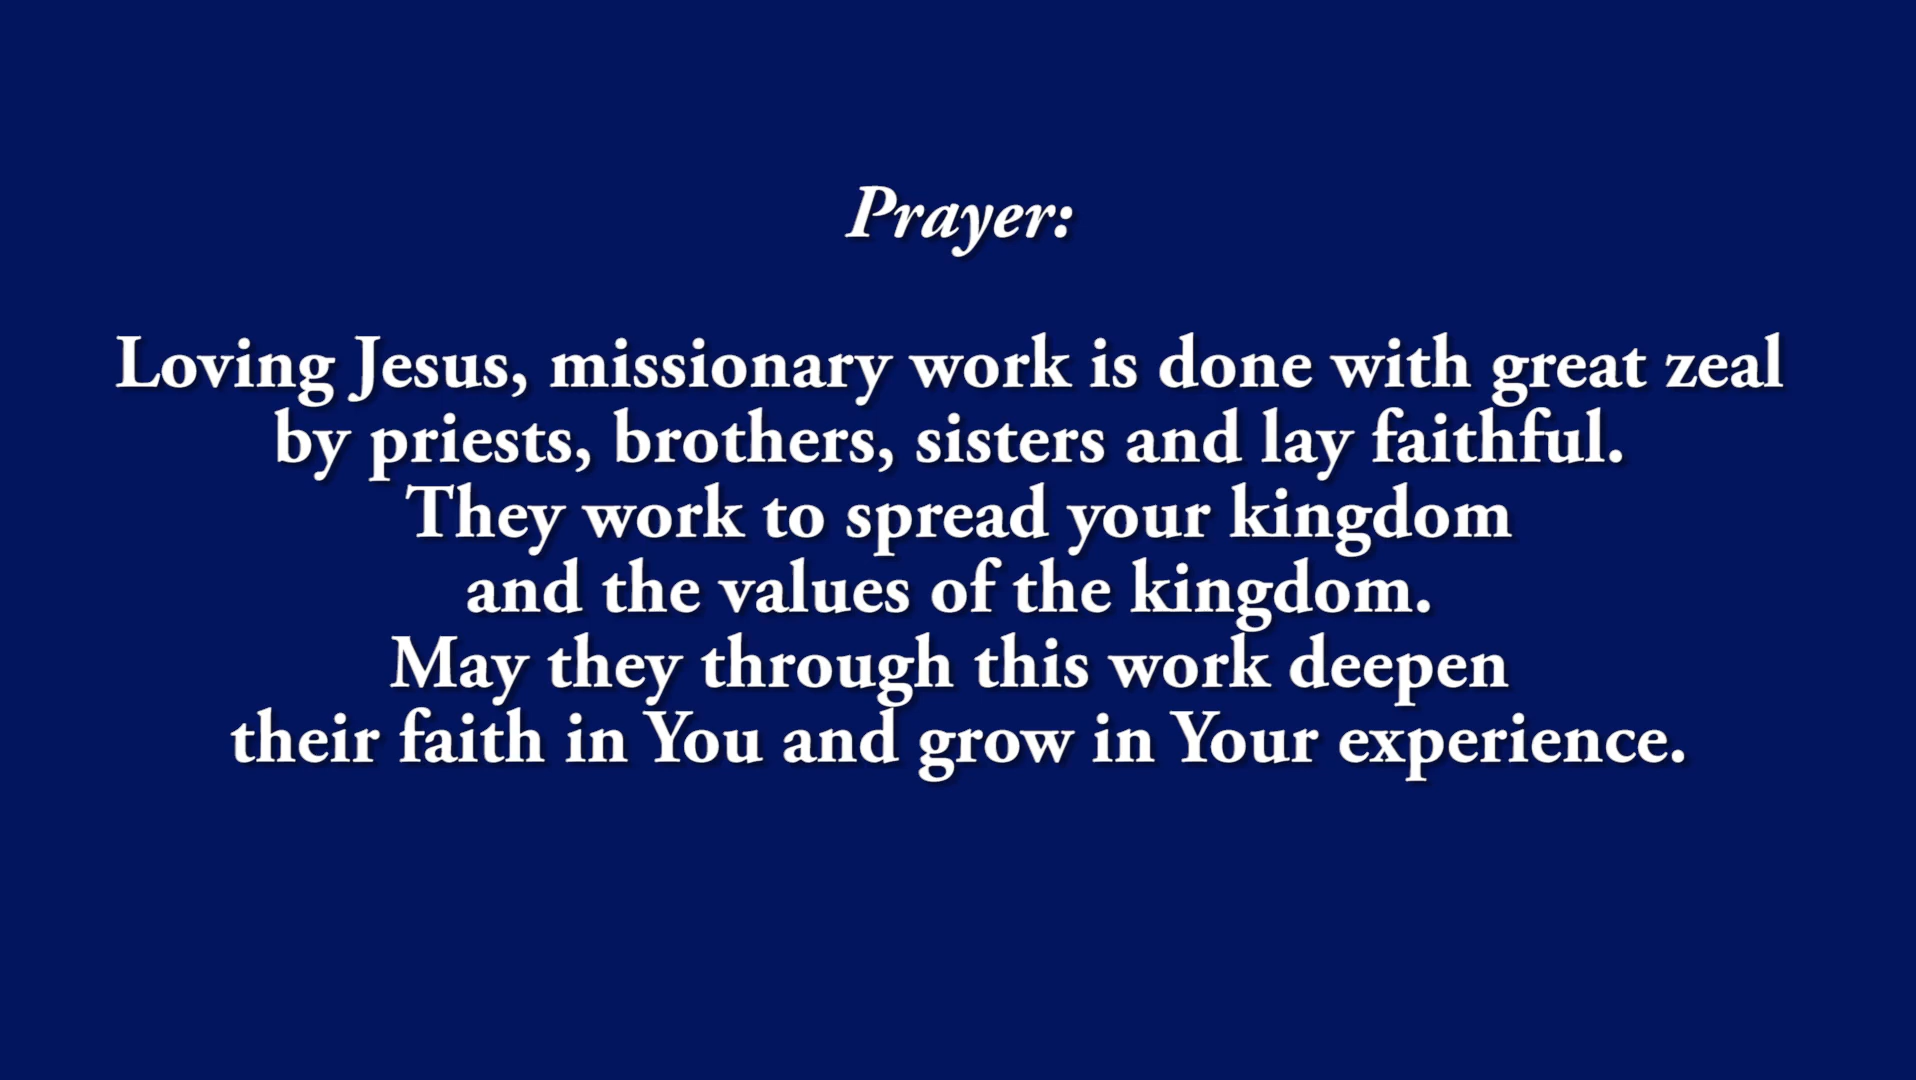 Prayer:
Loving Jesus, missionary work is done with great zeal
by priests, brothers, sisters and lay faithful.
They work to spread your kingdom
and the values of the kingdom.
May they through this work deepen
their faith in You and grow in Your experience.